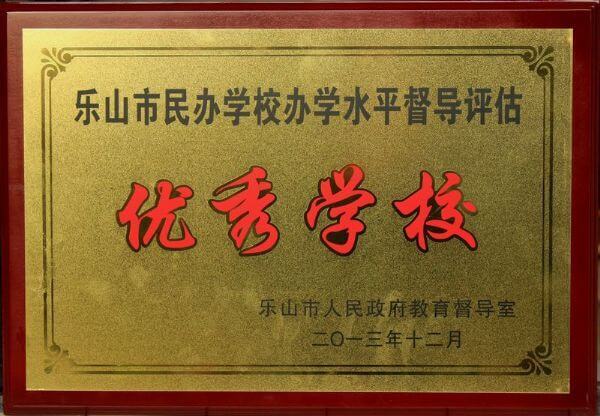 乐山市民办学校办学水平督导评估
优秀学校
乐山市人民政府教育督导室
二〇一三年十二月